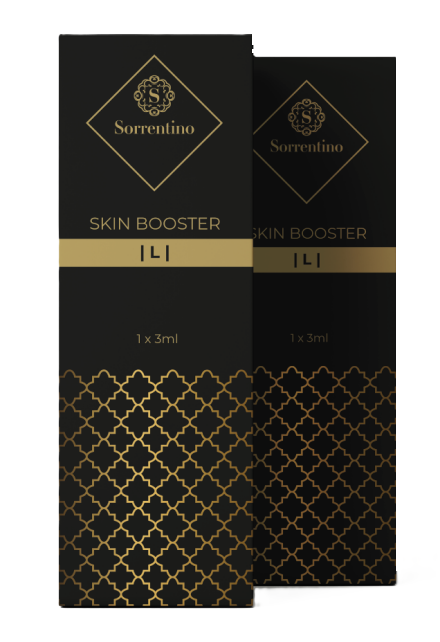 S
Sorrentino
SKIN BOOSTER
| L |
1 x 3ml
S
Sorrentino
SKIN BOOSTER
| L |
1 x 3ml